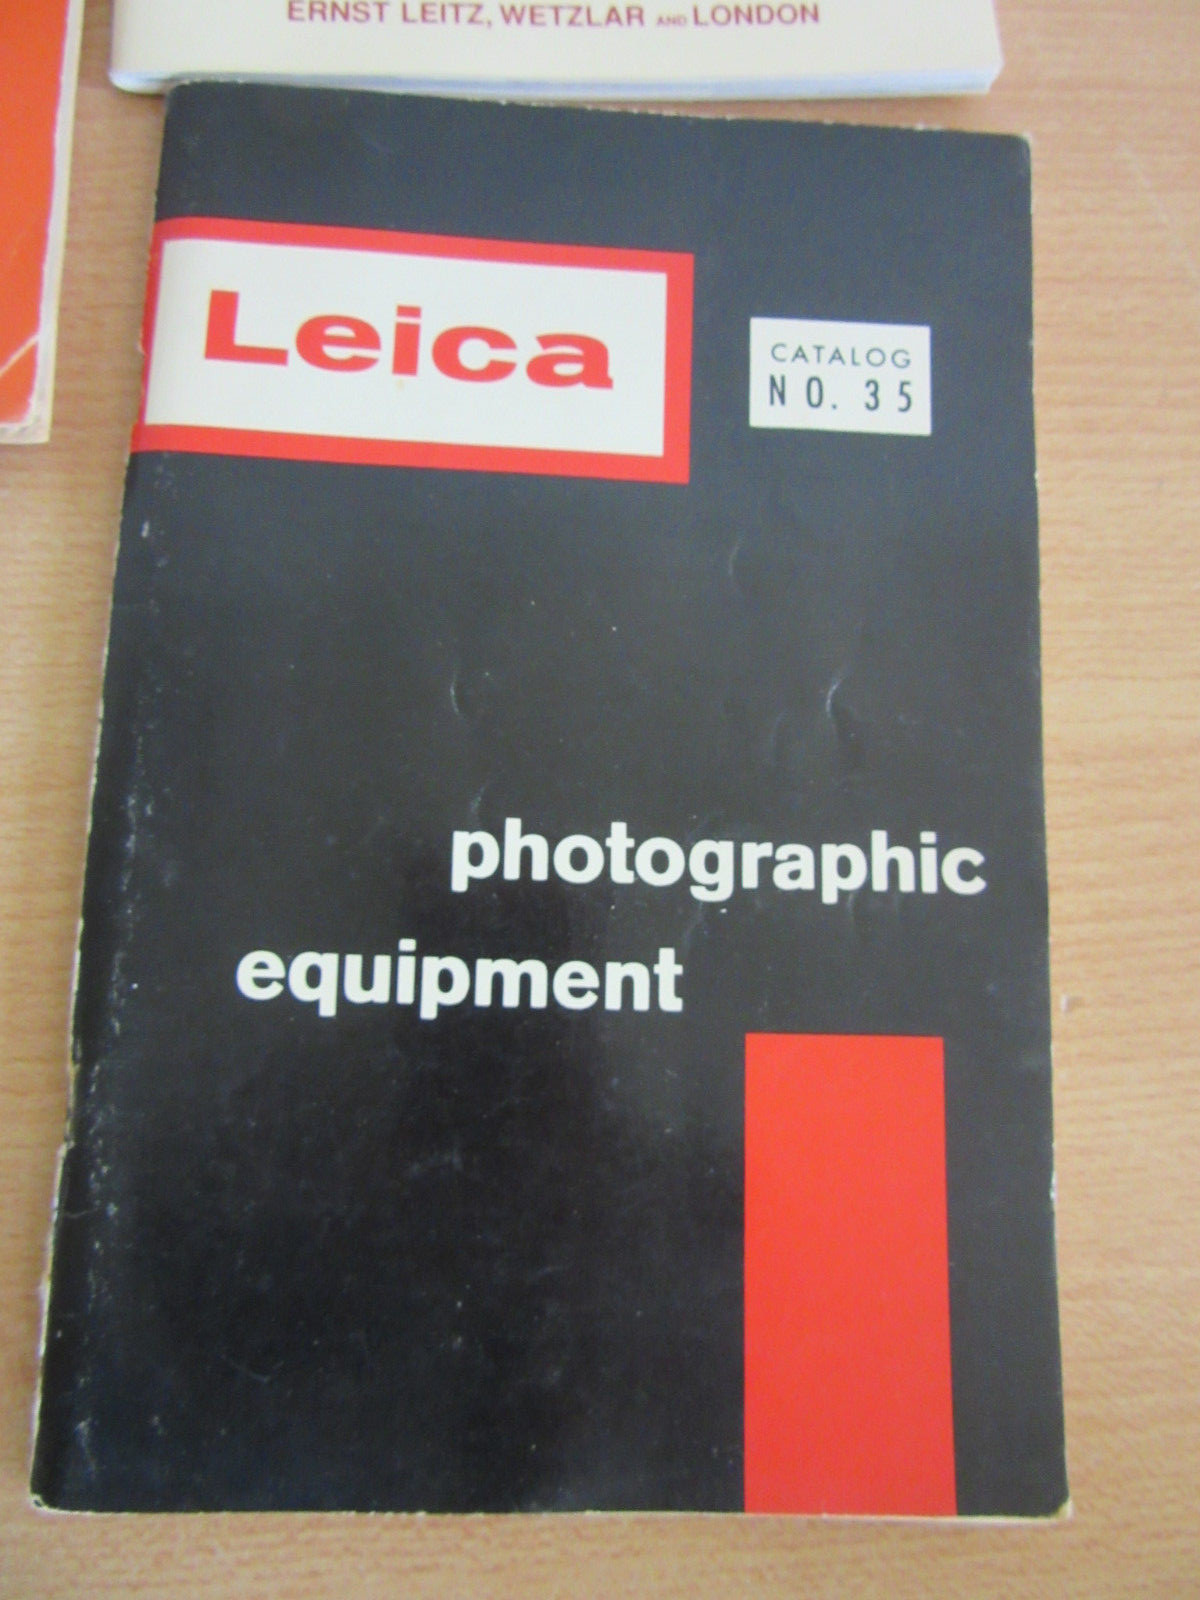 ERNST LEITZ, WETZLAR AND LONDON
Leica
CATALOG
NO. 35
photographic
equipment